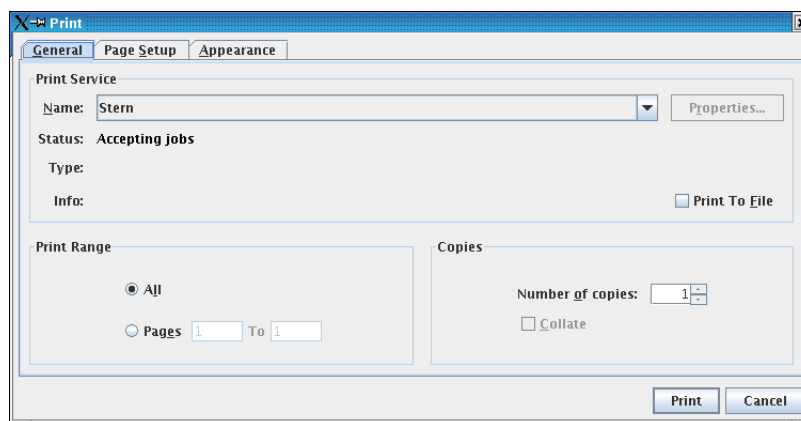 Print
General Page Setup Appearance
Print Service
Name: Stern Properties...
Status: Accepting jobs
Type:
Info:
Print To File
Print Range
All
Pages 1 To 1
Copies
Number of copies: 1
Collate
Print Cancel